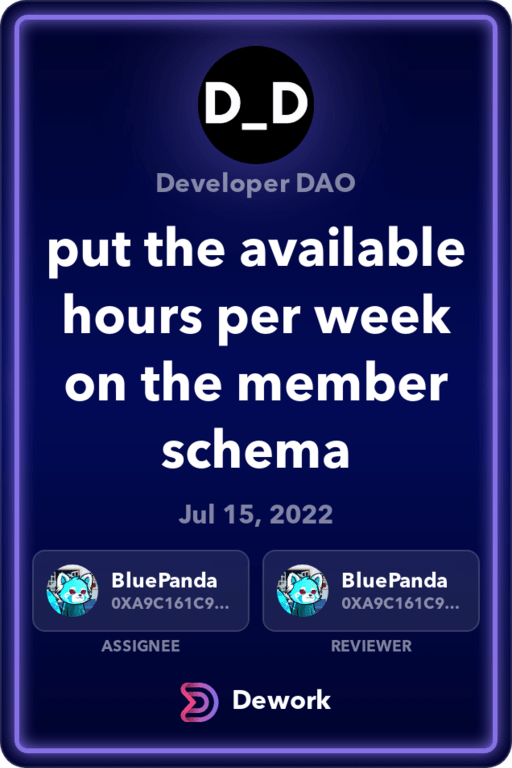 D_D
Developer DAO
put the available
hours per week
on the member
schema
Jul 15, 2022
BluePanda
0XA9C161C9...
BluePanda
0XA9C161C9...
ASSIGNEE
REVIEWER
Dework